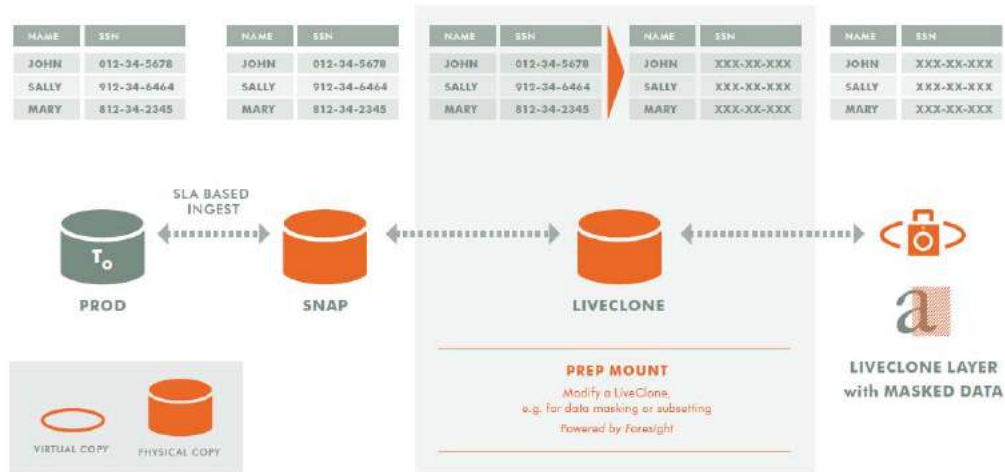 NAME SSN
JOHN 012-34-5678
SALLY 912-34-6464
MARY 812-34-2345
NAME SSN
JOHN 012-34-5678
SALLY 912-34-6464
MARY 812-34-2345
NAME SSN
JOHN 012-34-5678
SALLY 912-34-6464
MARY 812-34-2345
NAME SSN
JOHN XXX-XX-XXX
SALLY XXX-XX-XXX
MARY XXX-XX-XXX
NAME SSN
JOHN XXX-XX-XXX
SALLY XXX-XX-XXX
MARY XXX-XX-XXX
SLA BASED
INGEST
To
PROD
SNAP
LIVECLONE
a
LIVECLONE LAYER
with MASKED DATA
PREP MOUNT
Modify a LiveClone,
e.g. for data masking or subsetting
Powered by Foresight
VIRTUAL COPY
PHYSICAL COPY